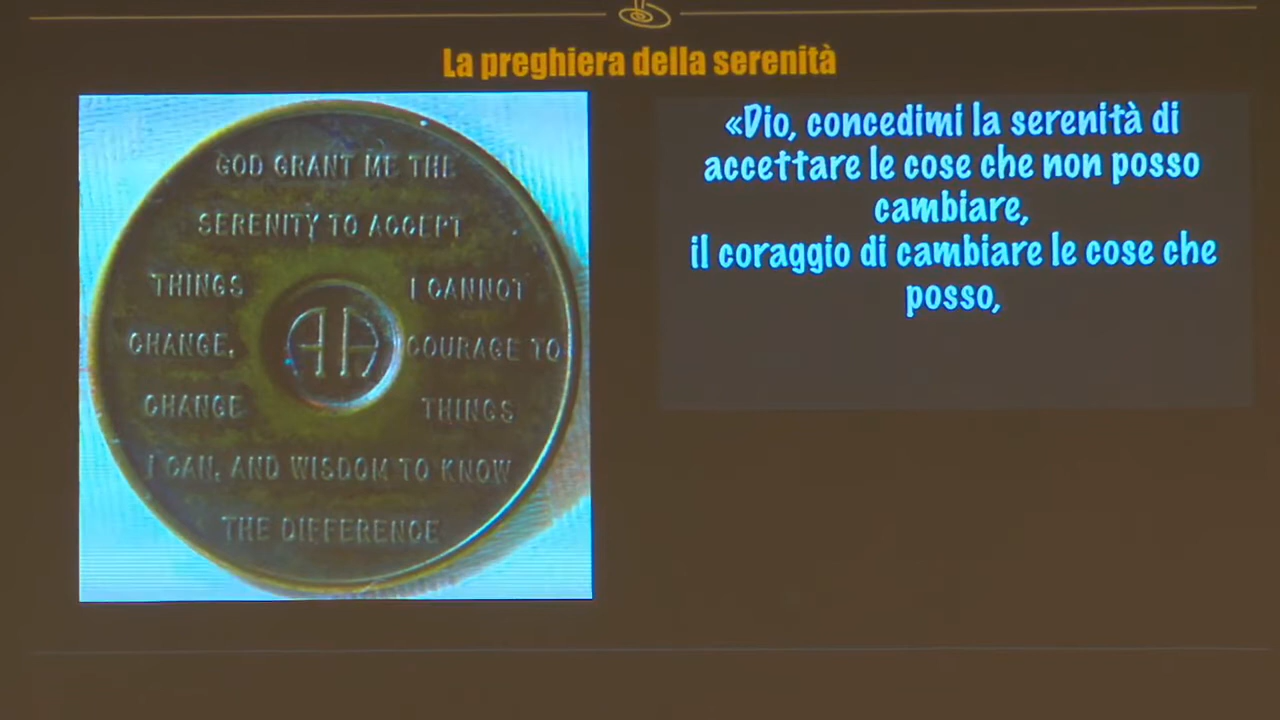 La preghiera della serenità
GOD GRANT ME THE
SERENITY TO ACCEPT
THINGS I CANNOT
CHANGE, COURAGE TO
CHANGE THINGS
I CAN, AND WISDOM TO KNOW
THE DIFFERENCE
AA
«Dio, concedimi la serenità di
accettare le cose che non posso
cambiare,
il coraggio di cambiare le cose che
posso,